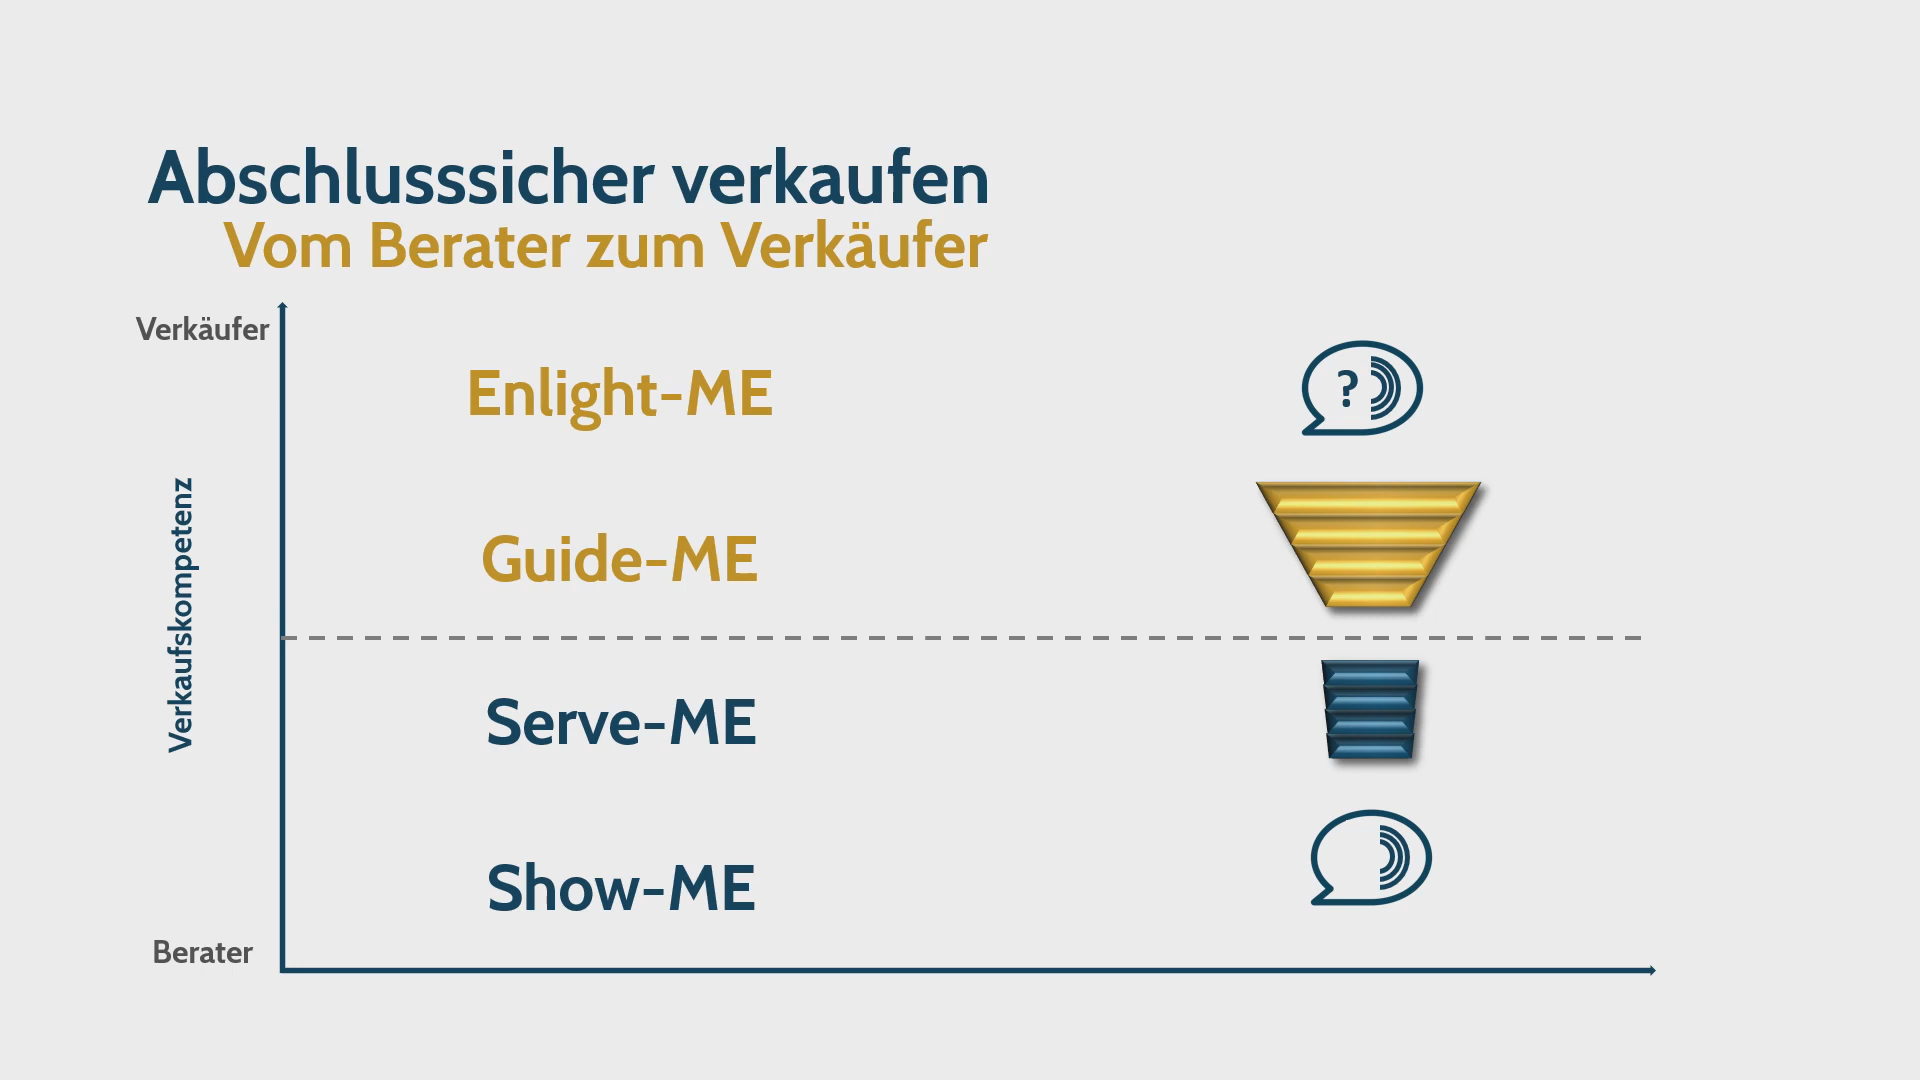 Abschlusssicher verkaufen
Vom Berater zum Verkäufer
Verkäufer
Enlight-ME
?
Guide-ME
Verkaufskompetenz
Serve-ME
Show-ME
Berater